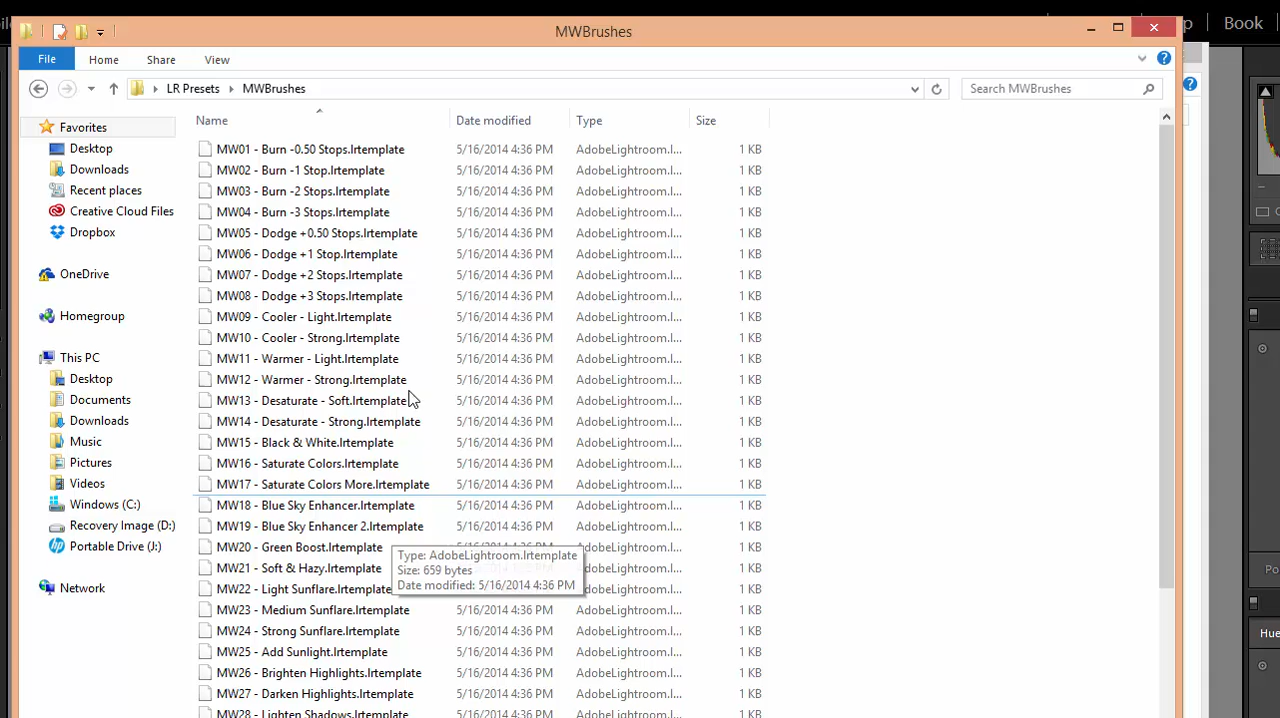 MWBrushes
Book
File Home Share View
LR Presets MWBrushes Search MWBrushes
Name Date modified Type Size
Favorites
Desktop
Downloads
Recent places
Creative Cloud Files
Dropbox
OneDrive
Homegroup
This PC
Desktop
Documents
Downloads
Music
Pictures
Videos
Windows (C:)
Recovery Image (D:)
Portable Drive (J:)
Network
MW01 - Burn -0.50 Stops.lrtemplate 5/16/2014 4:36 PM AdobeLightroom.l... 1 KB
MW02 - Burn -1 Stop.lrtemplate 5/16/2014 4:36 PM AdobeLightroom.l... 1 KB
MW03 - Burn -2 Stops.lrtemplate 5/16/2014 4:36 PM AdobeLightroom.l... 1 KB
MW04 - Burn -3 Stops.lrtemplate 5/16/2014 4:36 PM AdobeLightroom.l... 1 KB
MW05 - Dodge +0.50 Stops.lrtemplate 5/16/2014 4:36 PM AdobeLightroom.l... 1 KB
MW06 - Dodge +1 Stop.lrtemplate 5/16/2014 4:36 PM AdobeLightroom.l... 1 KB
MW07 - Dodge +2 Stops.lrtemplate 5/16/2014 4:36 PM AdobeLightroom.l... 1 KB
MW08 - Dodge +3 Stops.lrtemplate 5/16/2014 4:36 PM AdobeLightroom.l... 1 KB
MW09 - Cooler - Light.lrtemplate 5/16/2014 4:36 PM AdobeLightroom.l... 1 KB
MW10 - Cooler - Strong.lrtemplate 5/16/2014 4:36 PM AdobeLightroom.l... 1 KB
MW11 - Warmer - Light.lrtemplate 5/16/2014 4:36 PM AdobeLightroom.l... 1 KB
MW12 - Warmer - Strong.lrtemplate 5/16/2014 4:36 PM AdobeLightroom.l... 1 KB
MW13 - Desaturate - Soft.lrtemplate 5/16/2014 4:36 PM AdobeLightroom.l... 1 KB
MW14 - Desaturate - Strong.lrtemplate 5/16/2014 4:36 PM AdobeLightroom.l... 1 KB
MW15 - Black & White.lrtemplate 5/16/2014 4:36 PM AdobeLightroom.l... 1 KB
MW16 - Saturate Colors.lrtemplate 5/16/2014 4:36 PM AdobeLightroom.l... 1 KB
MW17 - Saturate Colors More.lrtemplate 5/16/2014 4:36 PM AdobeLightroom.l... 1 KB
MW18 - Blue Sky Enhancer.lrtemplate 5/16/2014 4:36 PM AdobeLightroom.l... 1 KB
MW19 - Blue Sky Enhancer 2.lrtemplate 5/16/2014 4:36 PM AdobeLightroom.l... 1 KB
MW20 - Green Boost.lrtemplate AdobeLightroom.l... 1 KB
MW21 - Soft & Hazy.lrtemplate AdobeLightroom.l... 1 KB
MW22 - Light Sunflare.lrtemplate AdobeLightroom.l... 1 KB
MW23 - Medium Sunflare.lrtemplate 5/16/2014 4:36 PM AdobeLightroom.l... 1 KB
MW24 - Strong Sunflare.lrtemplate 5/16/2014 4:36 PM AdobeLightroom.l... 1 KB
MW25 - Add Sunlight.lrtemplate 5/16/2014 4:36 PM AdobeLightroom.l... 1 KB
MW26 - Brighten Highlights.lrtemplate 5/16/2014 4:36 PM AdobeLightroom.l... 1 KB
MW27 - Darken Highlights.lrtemplate 5/16/2014 4:36 PM AdobeLightroom.l... 1 KB
MW28 - Lighten Shadows.lrtemplate 5/16/2014 4:36 PM AdobeLightroom.l... 1 KB
Type: AdobeLightroom.lrtemplate
Size: 659 bytes
Date modified: 5/16/2014 4:36 PM
Po
Hue